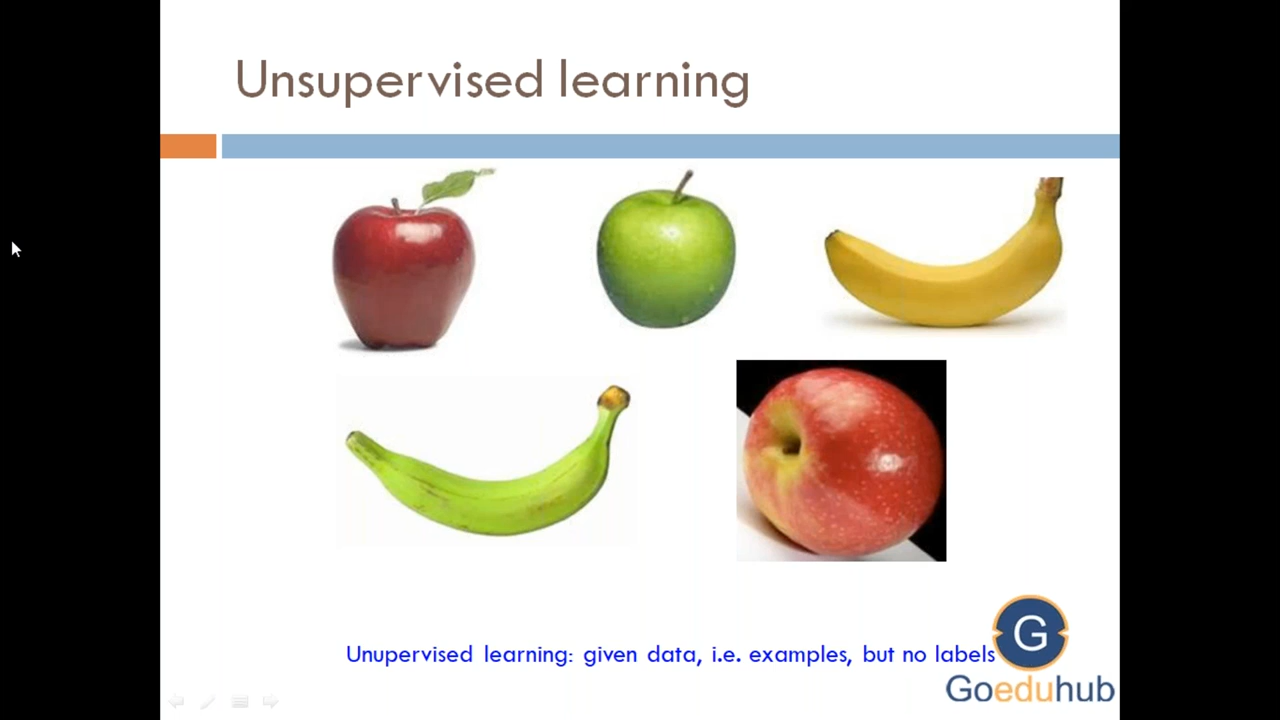 Unsupervised learning
Unupervised learning: given data, i.e. examples, but no labels
G
Goeduhub